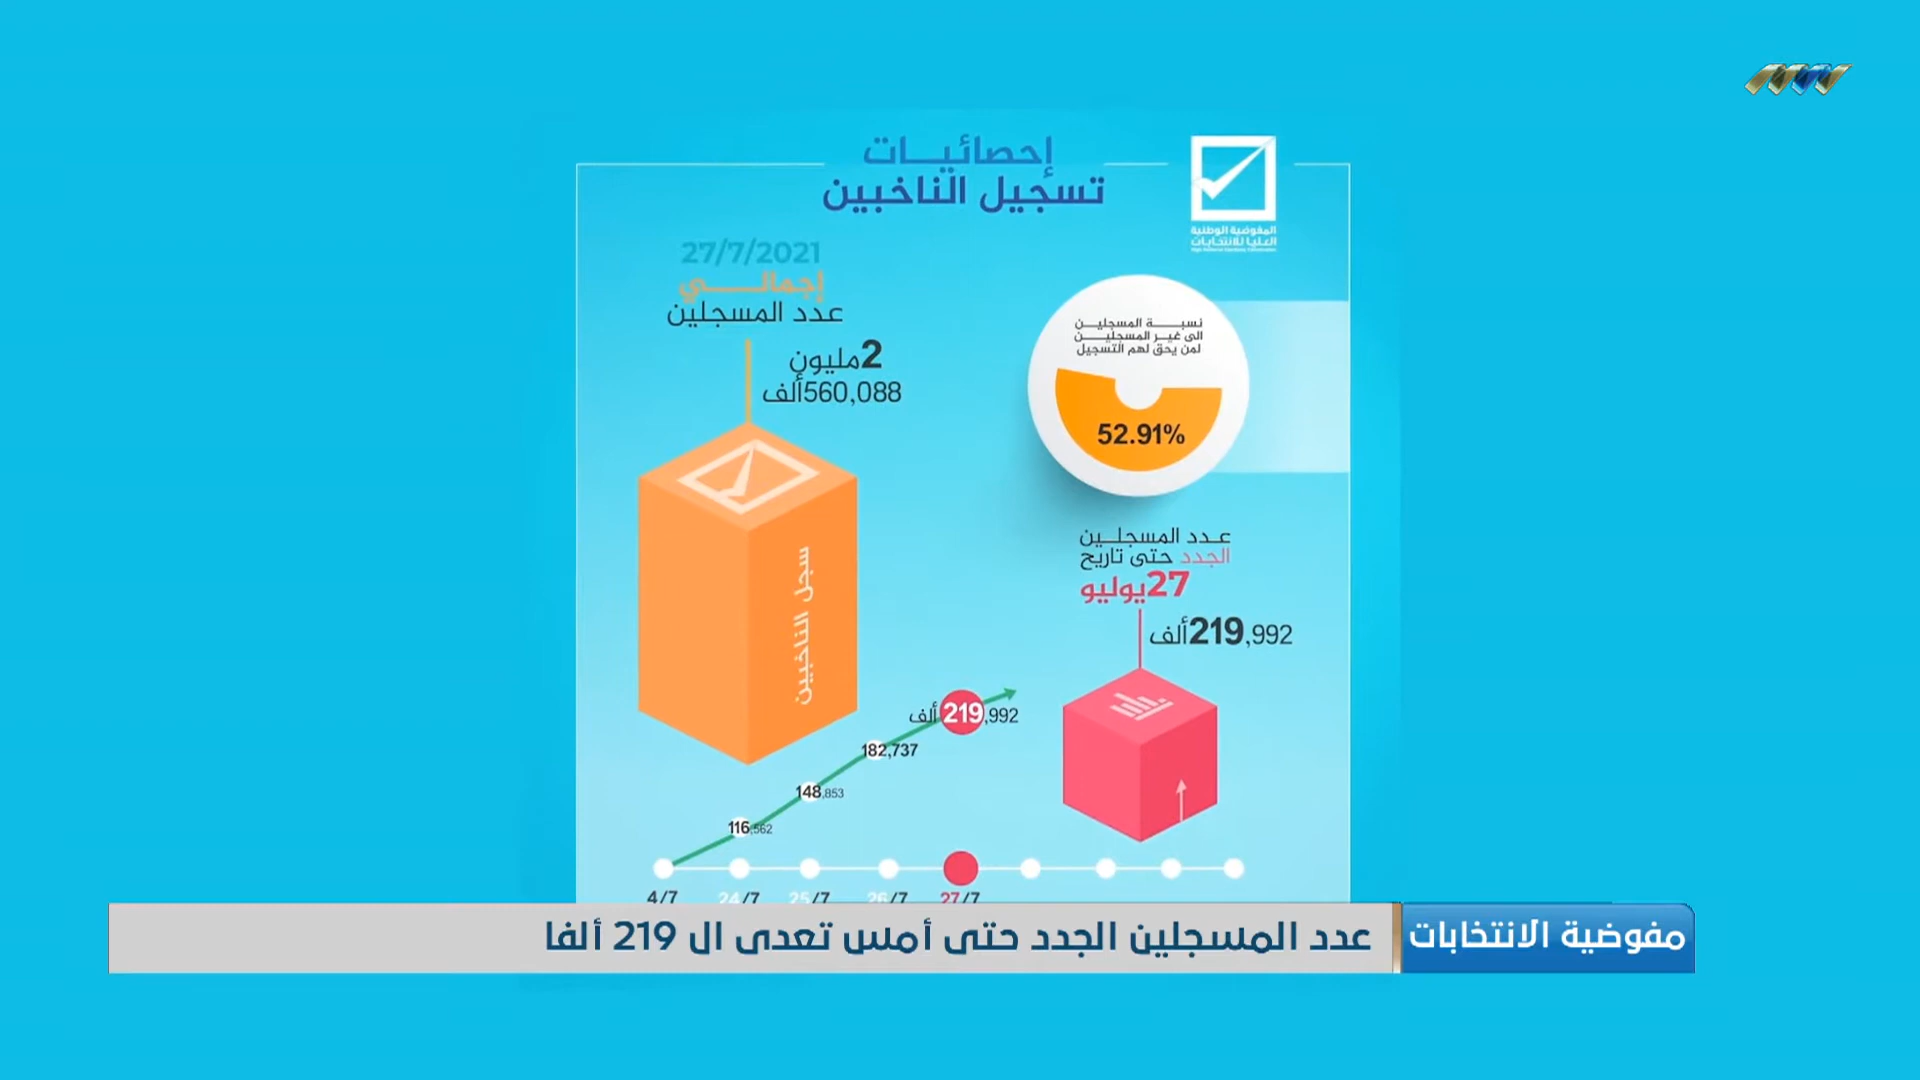 إحصائيات
تسجيل الناخبين
المفوضية الوطنية
العليا للانتخابات
27/7/2021
إجمالي
عدد المسجلين
2مليون
560,088ألف
نسبة المسجلين
الى غير المسجلين
لمن يحق لهم التسجيل
52.91%
سجل الناخبين
عدد المسجلين
الجدد حتى تاريح
27يوليو
219,992ألف
219,992 ألف
182,737
148,853
116,562
4/7 24/7 25/7 26/7 27/7
مفوضية الانتخابات
عدد المسجلين الجدد حتى أمس تعدى ال 219 ألفا